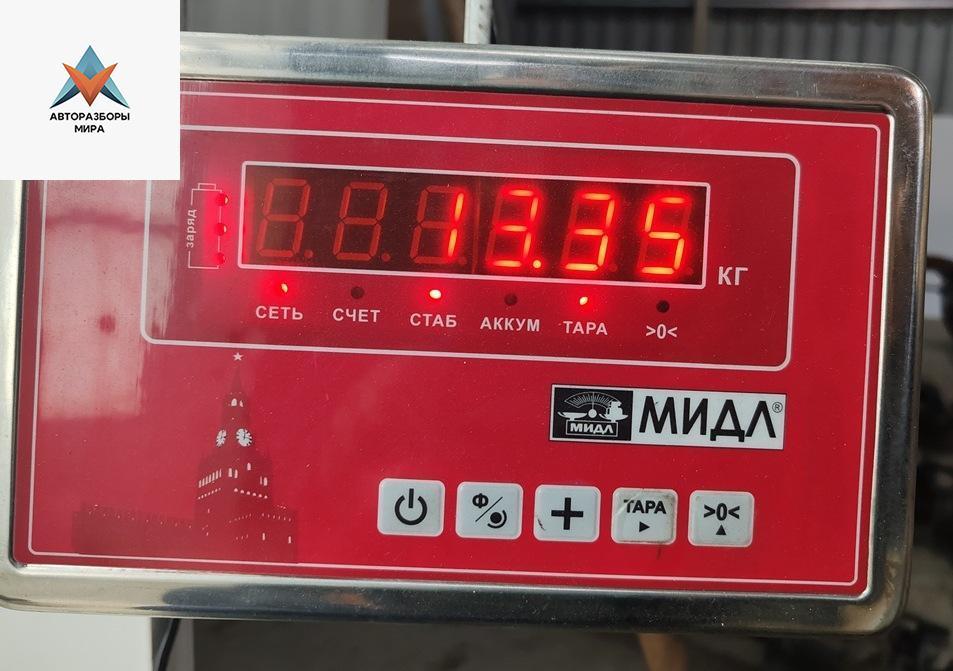 АВТОРАЗБОРЫ
МИРА
заряд
13.35
КГ
СЕТЬ СЧЕТ СТАБ АККУМ ТАРА >0<
МИДЛ МИДЛ®
Ф ТАРА >0<